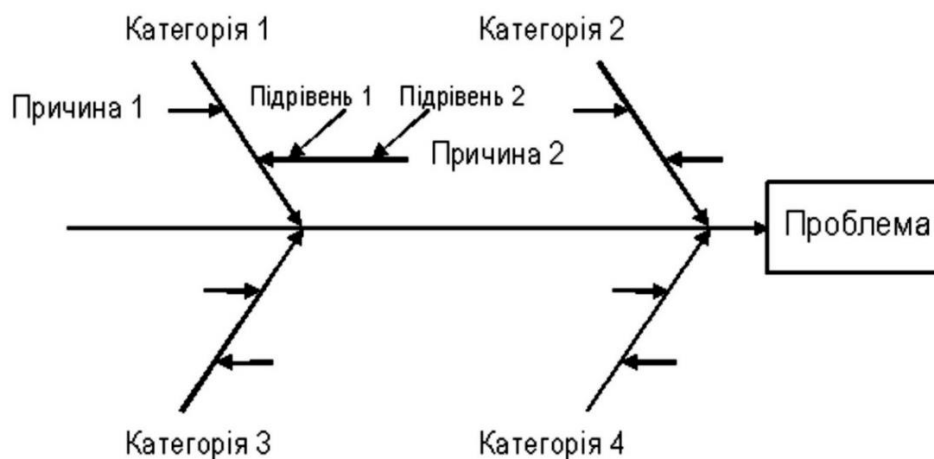 Категорія 1
Категорія 2
Причина 1
Підрівень 1
Підрівень 2
Причина 2
Проблема
Категорія 3
Категорія 4